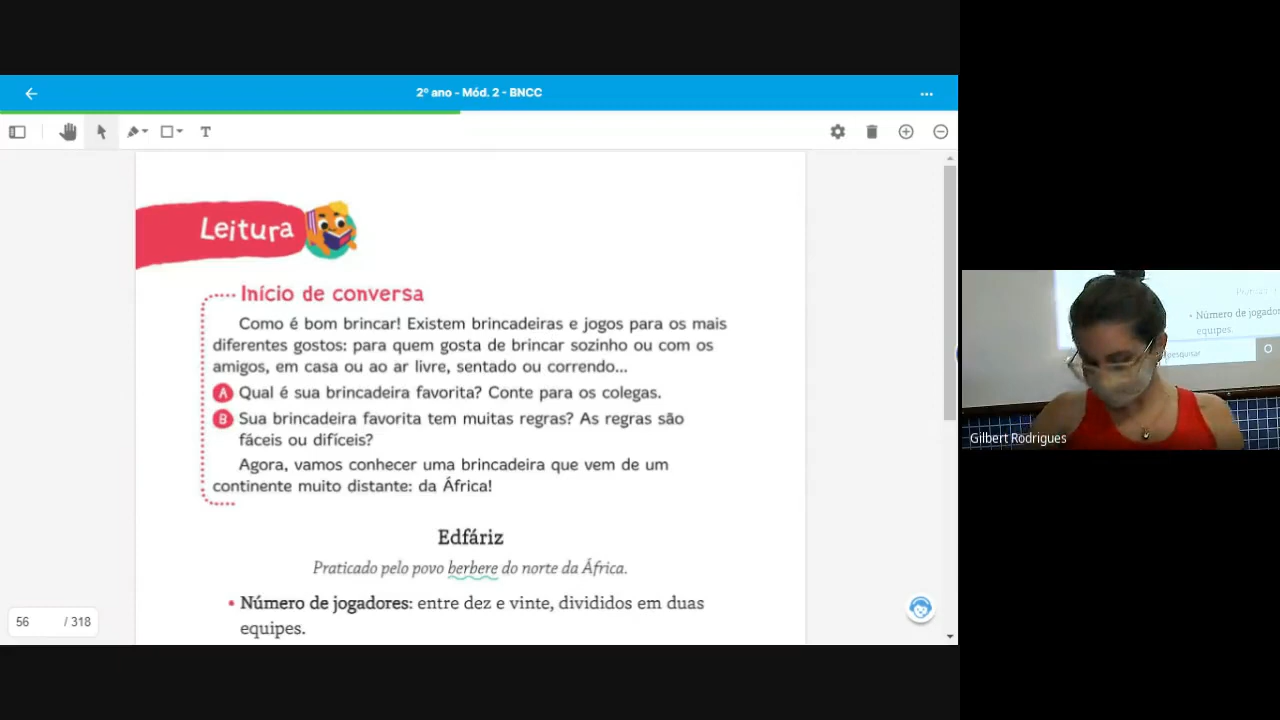 2º ano - Mód. 2 - BNCC
T
Leitura
Início de conversa
Como é bom brincar! Existem brincadeiras e jogos para os mais
diferentes gostos: para quem gosta de brincar sozinho ou com os
amigos, em casa ou ao ar livre, sentado ou correndo...
A Qual é sua brincadeira favorita? Conte para os colegas.
B Sua brincadeira favorita tem muitas regras? As regras são
fáceis ou difíceis?
Agora, vamos conhecer uma brincadeira que vem de um
continente muito distante: da África!
Edfáriz
Praticado pelo povo berbere do norte da África.
• Número de jogadores: entre dez e vinte, divididos em duas
equipes.
56 / 318
• Número de jogador
equipes.
pesquisar
Gilbert Rodrigues